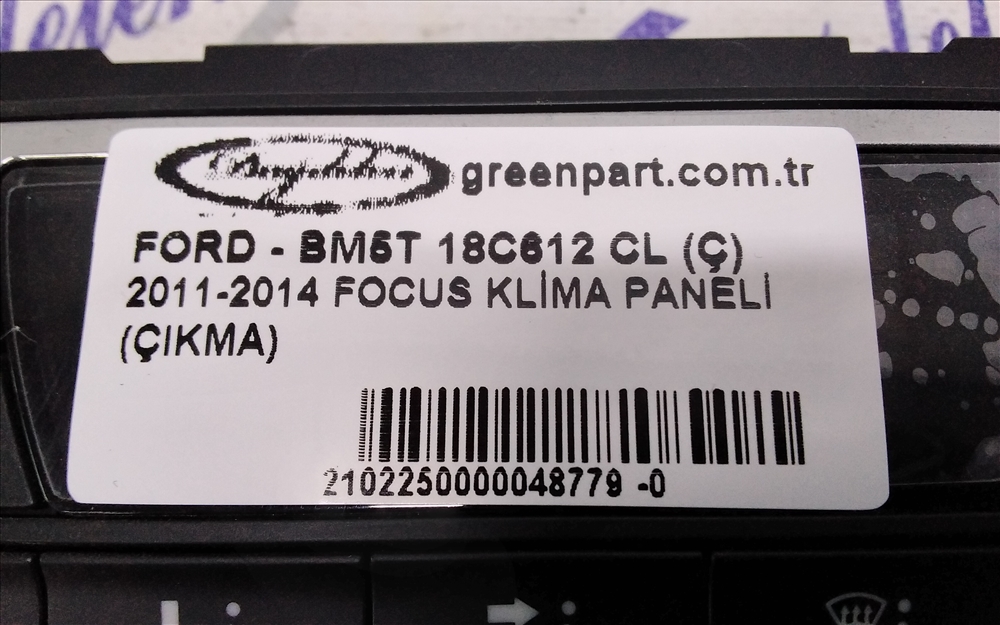 greenpart.com.tr
FORD - BM5T 18C612 CL (Ç)
2011-2014 FOCUS KLİMA PANELİ
(ÇIKMA)
2102250000048779 -0